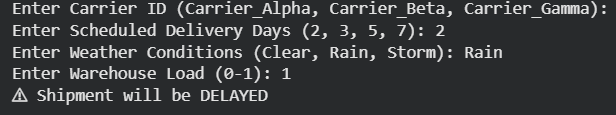 Enter Carrier ID (Carrier_Alpha, Carrier_Beta, Carrier_Gamma):
Enter Scheduled Delivery Days (2, 3, 5, 7): 2
Enter Weather Conditions (Clear, Rain, Storm): Rain
Enter Warehouse Load (0-1): 1
⚠ Shipment will be DELAYED